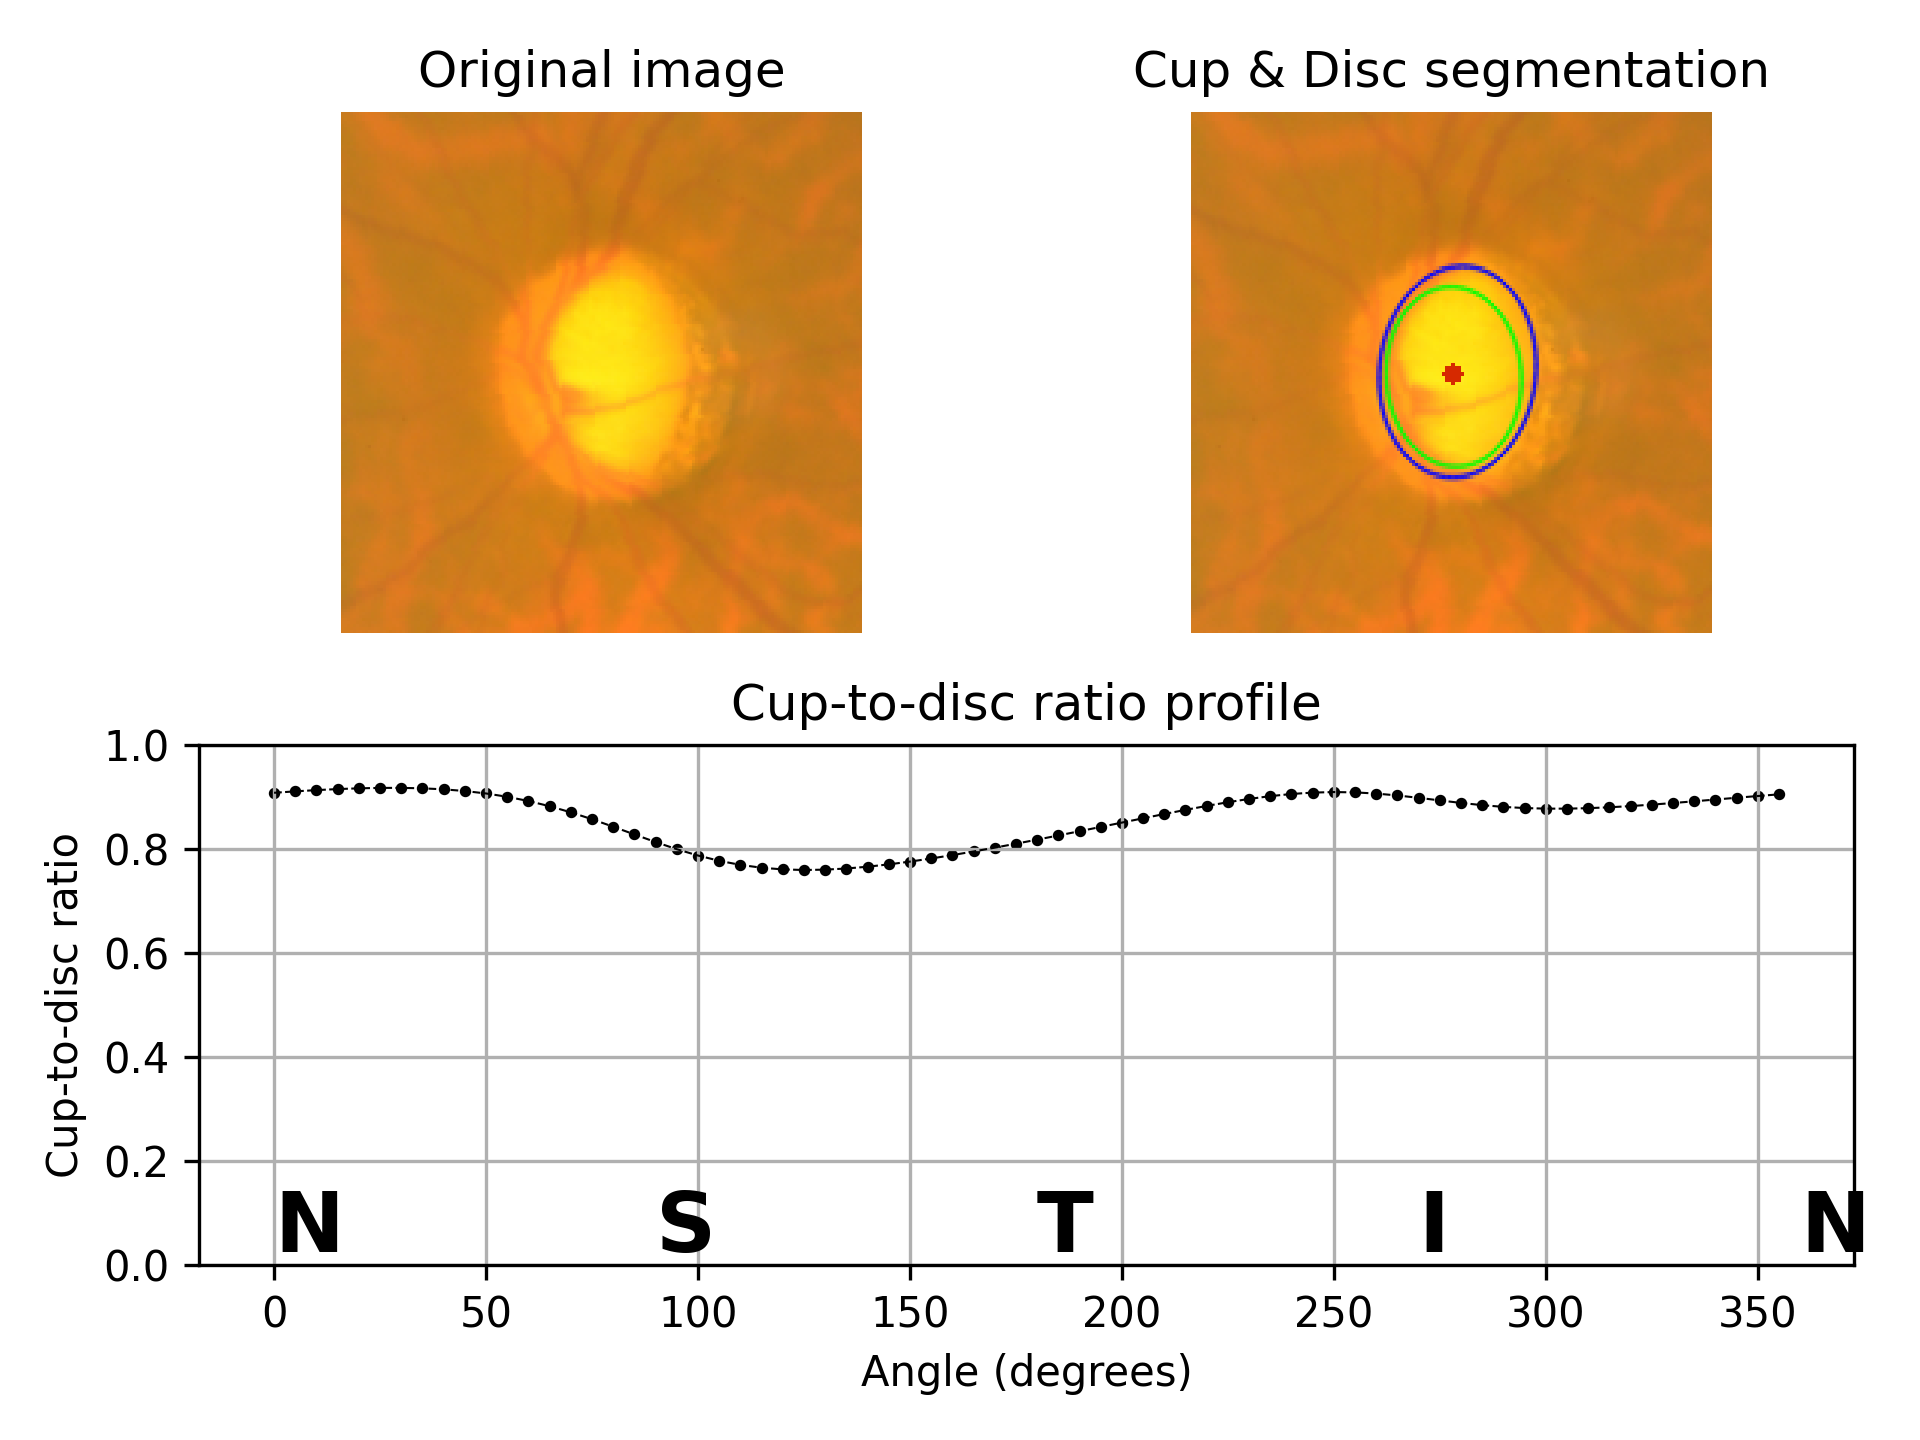 Original image
Cup & Disc segmentation
Cup-to-disc ratio profile
Cup-to-disc ratio
1.0
0.8
0.6
0.4
0.2
0.0
N S T I N
0 50 100 150 200 250 300 350
Angle (degrees)